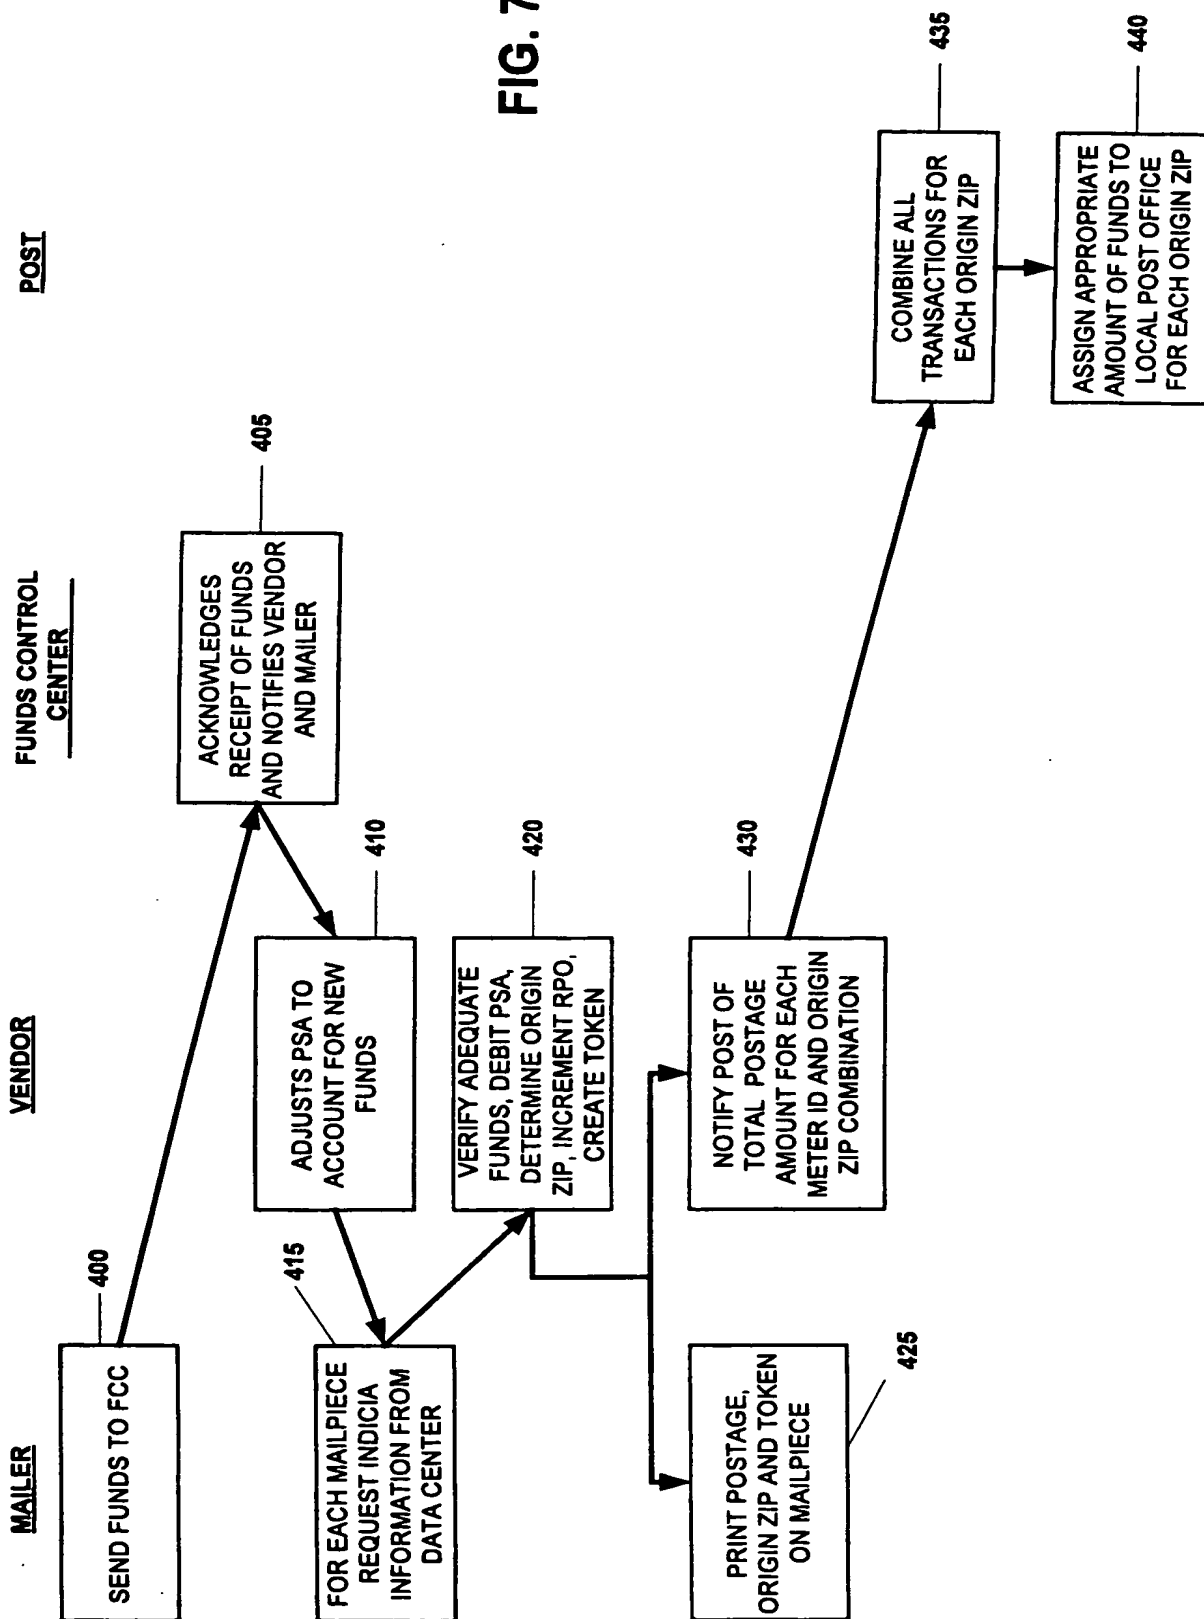 MAILER
VENDOR
FUNDS CONTROL
CENTER
POST
400
SEND FUNDS TO FCC
405
ACKNOWLEDGES
RECEIPT OF FUNDS
AND NOTIFIES VENDOR
AND MAILER
410
ADJUSTS PSA TO
ACCOUNT FOR NEW
FUNDS
415
FOR EACH MAILPIECE
REQUEST INDICIA
INFORMATION FROM
DATA CENTER
420
VERIFY ADEQUATE
FUNDS, DEBIT PSA,
DETERMINE ORIGIN
ZIP, INCREMENT RPO,
CREATE TOKEN
425
PRINT POSTAGE,
ORIGIN ZIP AND TOKEN
ON MAILPIECE
430
NOTIFY POST OF
TOTAL POSTAGE
AMOUNT FOR EACH
METER ID AND ORIGIN
ZIP COMBINATION
435
COMBINE ALL
TRANSACTIONS FOR
EACH ORIGIN ZIP
440
ASSIGN APPROPRIATE
AMOUNT OF FUNDS TO
LOCAL POST OFFICE
FOR EACH ORIGIN ZIP
FIG. 7